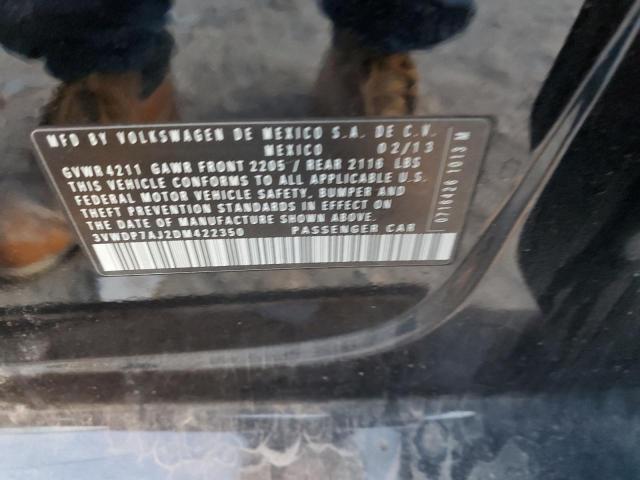 MFD BY VOLKSWAGEN DE MEXICO S.A. DE C.V.
MEXICO 02/13
GVWR 4211 GAWR FRONT 2205 / REAR 2116 LBS
THIS VEHICLE CONFORMS TO ALL APPLICABLE U.S.
FEDERAL MOTOR VEHICLE SAFETY, BUMPER AND
THEFT PREVENTION STANDARDS IN EFFECT ON
THE DATE OF MANUFACTURE SHOWN ABOVE.
3VWDP7AJ2DM422350 PASSENGER CAR
0716420 1013 M